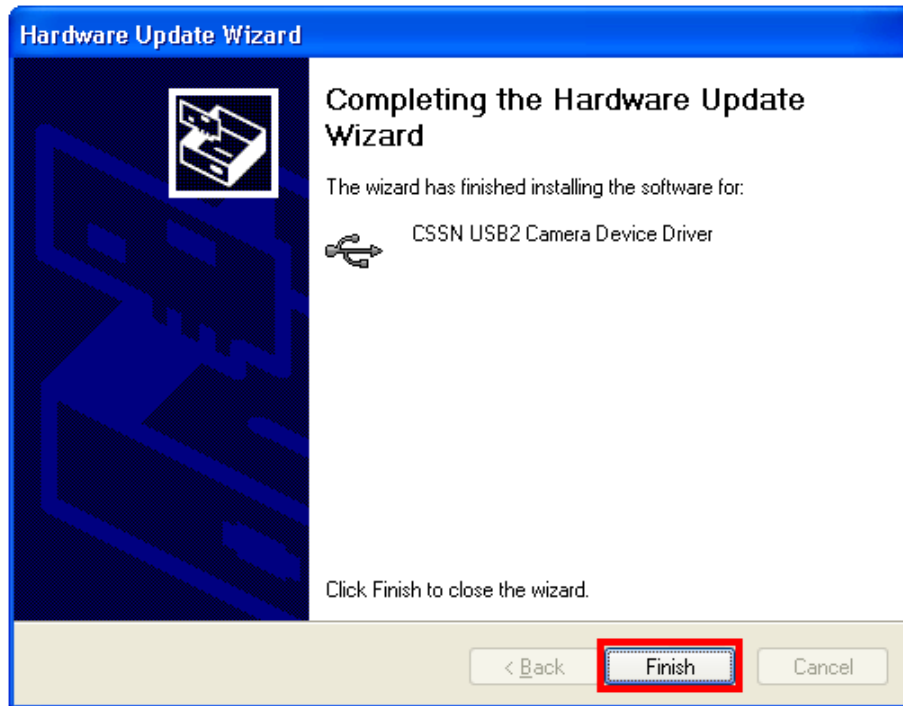 Hardware Update Wizard
Completing the Hardware Update
Wizard
The wizard has finished installing the software for:
CSSN USB2 Camera Device Driver
Click Finish to close the wizard.
< Back Finish Cancel